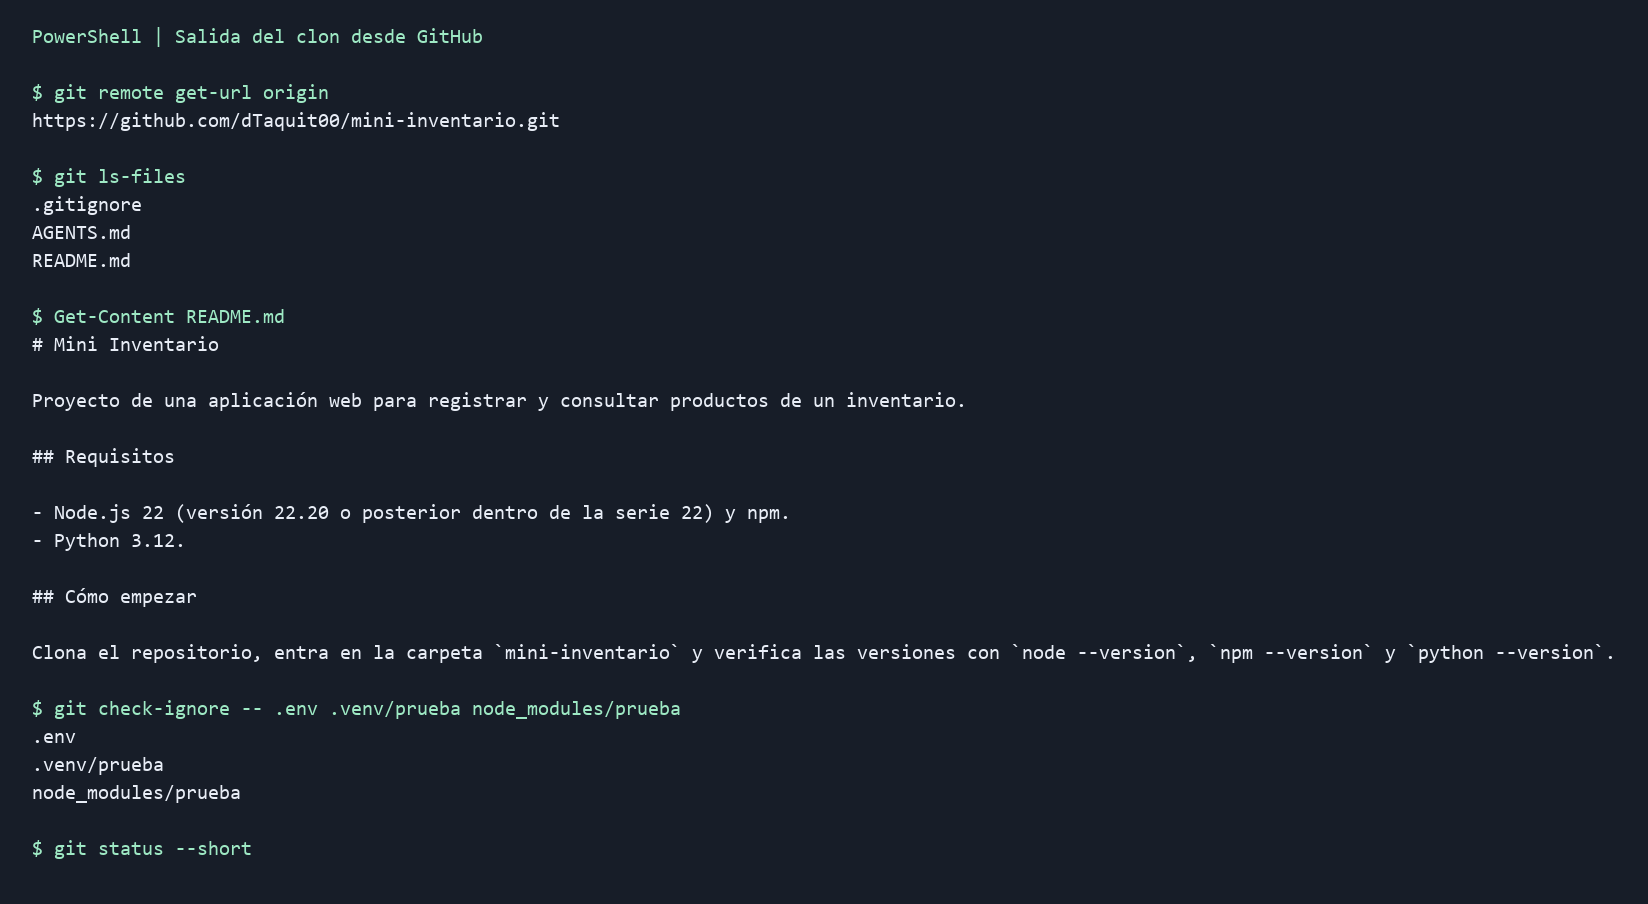 PowerShell | Salida del clon desde GitHub
$ git remote get-url origin
https://github.com/dTaquit00/mini-inventario.git
$ git ls-files
.gitignore
AGENTS.md
README.md
$ Get-Content README.md
# Mini Inventario
Proyecto de una aplicación web para registrar y consultar productos de un inventario.
## Requisitos
- Node.js 22 (versión 22.20 o posterior dentro de la serie 22) y npm.
- Python 3.12.
## Cómo empezar
Clona el repositorio, entra en la carpeta `mini-inventario` y verifica las versiones con `node --version`, `npm --version` y `python --version`.
$ git check-ignore -- .env .venv/prueba node_modules/prueba
.env
.venv/prueba
node_modules/prueba
$ git status --short